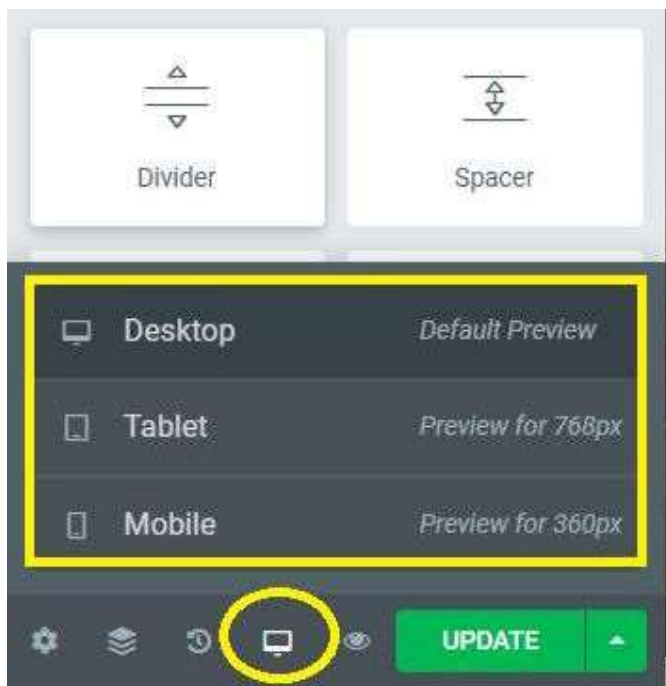 Divider Spacer
Desktop Default Preview
Tablet Preview for 768px
Mobile Preview for 360px
UPDATE